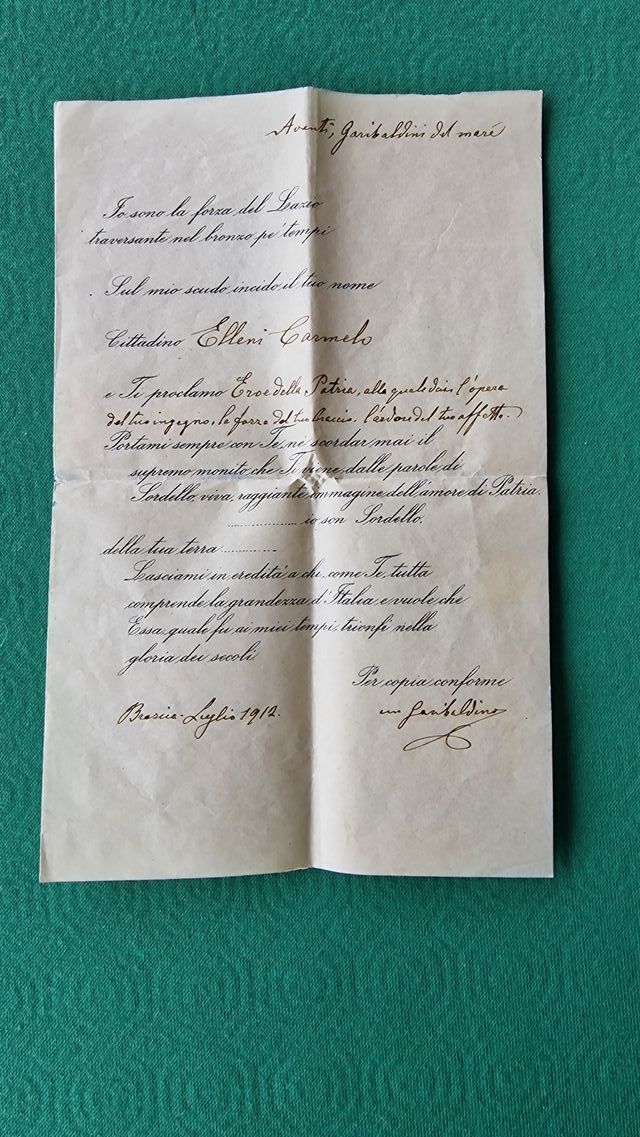 Avanti, Garibaldini del mare
Io sono la forza del Lazio
traversante nel bronzo pe' tempi
Sul mio scudo incido il tuo nome
Cittadino Elleni Carmelo
e Ti proclamo Eroe della Patria, alla quale dais l'opera
del tuo ingegno, la forza del tuo braccio, l'ardore del tuo affetto.
Portami sempre con Te, nè scordar mai il
supremo monito che Ti viene dalle parole di
Sordello, viva, raggiante immagine dell'amore di Patria.
.................. io son Sordello.
della tua terra ..............
Lasciami in eredità a chi come Te, tutta
comprende la grandezza d'Italia e vuole che
Essa quale fu ai miei tempi, trionfi nella
gloria dei secoli.
Per copia conforme
Luglio 1912. un Garibaldino